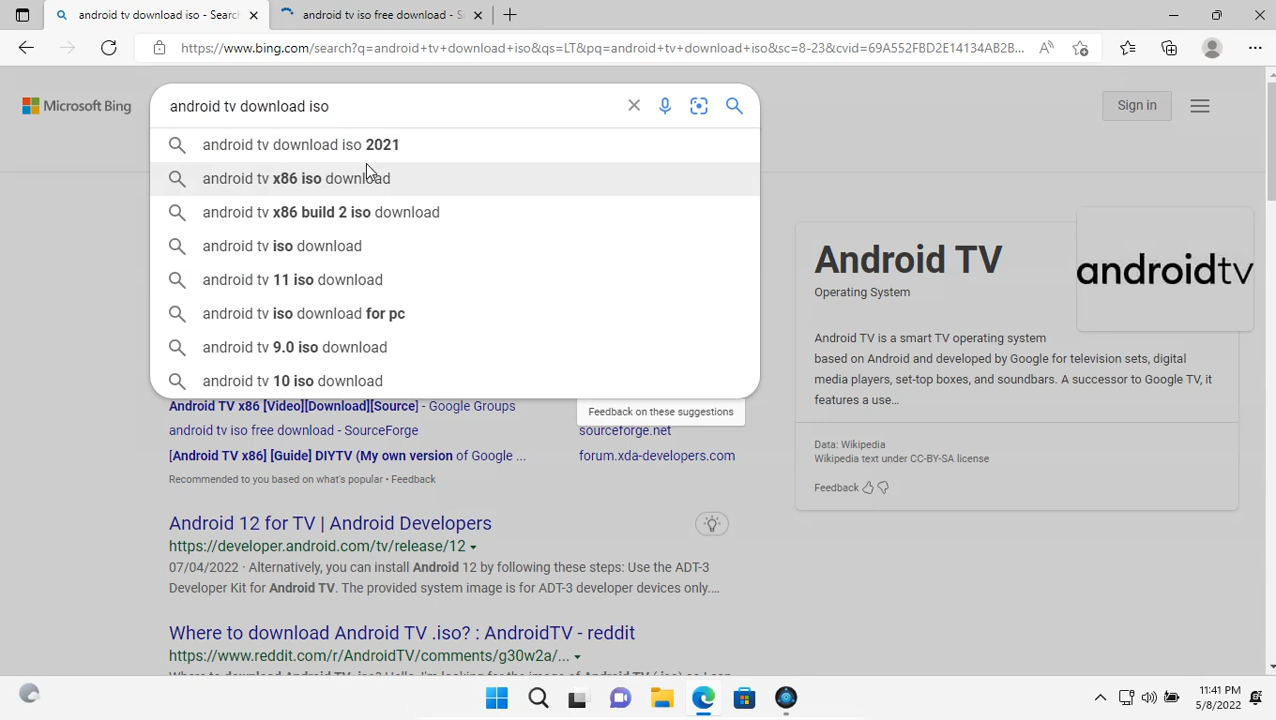 android tv download iso - Search
android tv iso free download - S
https://www.bing.com/search?q=android+tv+download+iso&qs=LT&pq=android+tv+download+iso&sc=8-23&cvid=69A552FBD2E14134AB2B...
Microsoft Bing
android tv download iso
Sign in
android tv download iso 2021
android tv x86 iso download
android tv x86 build 2 iso download
android tv iso download
android tv 11 iso download
android tv iso download for pc
android tv 9.0 iso download
android tv 10 iso download
Feedback on these suggestions
Android TV x86 [Video][Download][Source] - Google Groups
android tv iso free download - SourceForge
sourceforge.net
[Android TV x86] [Guide] DIYTV (My own version of Google ...
forum.xda-developers.com
Recommended to you based on what's popular • Feedback
Android 12 for TV | Android Developers
https://developer.android.com/tv/release/12
07/04/2022 · Alternatively, you can install Android 12 by following these steps: Use the ADT-3
Developer Kit for Android TV. The provided system image is for ADT-3 developer devices only....
Where to download Android TV .iso? : AndroidTV - reddit
https://www.reddit.com/r/AndroidTV/comments/g30w2a/...
Android TV
Operating System
androidtv
Android TV is a smart TV operating system
based on Android and developed by Google for television sets, digital
media players, set-top boxes, and soundbars. A successor to Google TV, it
features a use...
Data: Wikipedia
Wikipedia text under CC-BY-SA license
Feedback
11:41 PM
5/8/2022